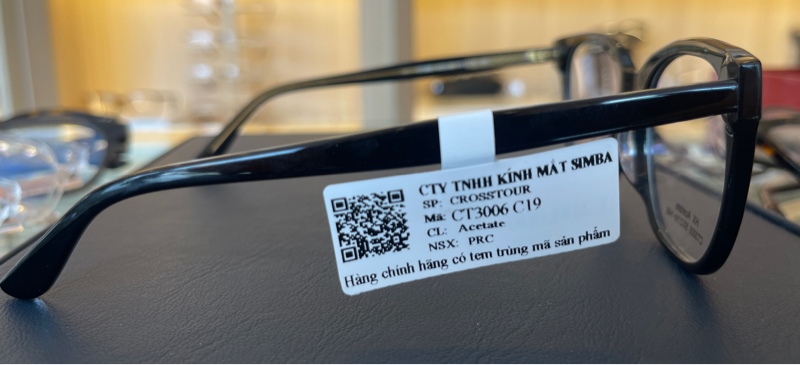 CTY TNHH KÍNH MẮT SIMBA
SP: CROSSTOUR
Mã: CT3006 C19
CL: Acetate
NSX: PRC
Hàng chính hãng có tem trùng mã sản phẩm